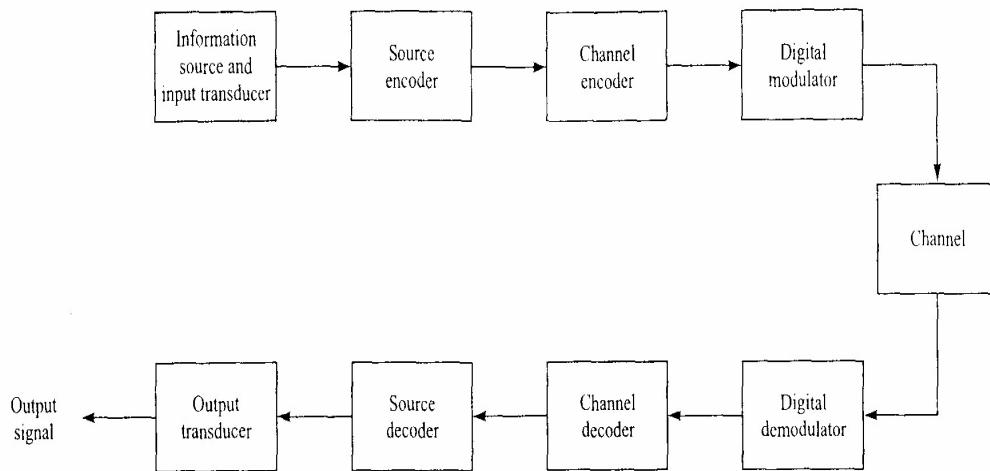 Information
source and
input transducer
Source
encoder
Channel
encoder
Digital
modulator
Channel
Output
signal
Output
transducer
Source
decoder
Channel
decoder
Digital
demodulator